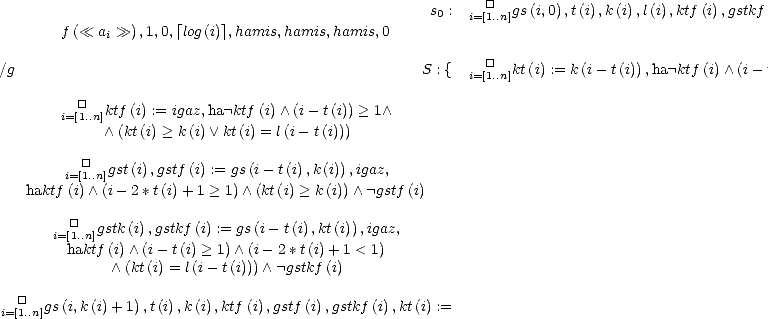 s₀ : □ i=[1..n] gs (i, 0) , t (i) , k (i) , l (i) , ktf (i) , gstkf
f (≪ aᵢ ≫) , 1, 0, ⌈log (i)⌉, hamis, hamis, hamis, 0
/g
S : { □ i=[1..n] kt (i) := k (i − t (i)) , ha¬ktf (i) ∧ (i −
□ i=[1..n] ktf (i) := igaz, ha¬ktf (i) ∧ (i − t (i)) ≥ 1∧
∧ (kt (i) ≥ k (i) ∨ kt (i) = l (i − t (i)))
□ i=[1..n] gst (i) , gstf (i) := gs (i − t (i) , k (i)) , igaz,
haktf (i) ∧ (i − 2 ∗ t (i) + 1 ≥ 1) ∧ (kt (i) ≥ k (i)) ∧ ¬gstf (i)
□ i=[1..n] gstk (i) , gstkf (i) := gs (i − t (i) , kt (i)) , igaz,
haktf (i) ∧ (i − t (i) ≥ 1) ∧ (i − 2 ∗ t (i) + 1 < 1)
∧ (kt (i) = l (i − t (i))) ∧ ¬gstkf (i)
□ i=[1..n] gs (i, k (i) + 1) , t (i) , k (i) , ktf (i) , gstf (i) , gstkf (i) , kt (i) :=